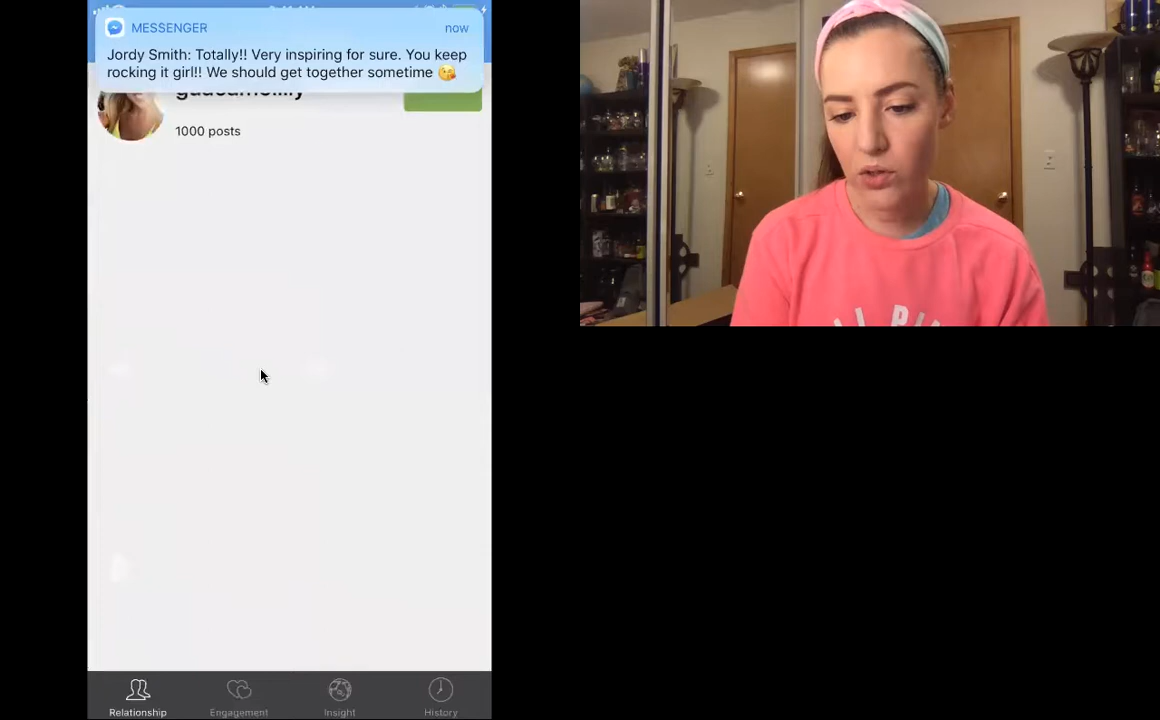 MESSENGER
now
Jordy Smith: Totally!! Very inspiring for sure. You keep
rocking it girl!! We should get together sometime 😘
1000 posts
Relationship
Engagement
Insight
History